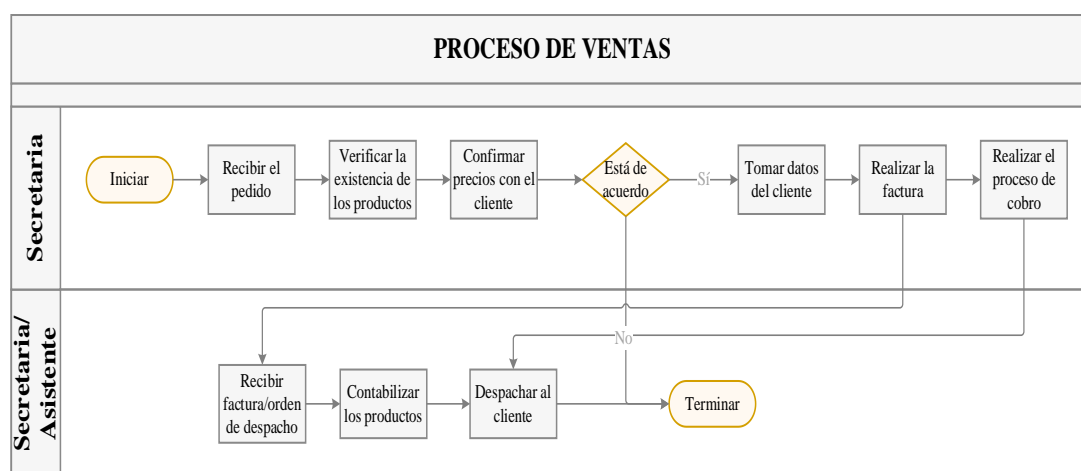 PROCESO DE VENTAS
Secretaria
Iniciar
Recibir el
pedido
Verificar la
existencia de
los productos
Confirmar
precios con el
cliente
Está de
acuerdo
Sí
Tomar datos
del cliente
Realizar la
factura
Realizar el
proceso de
cobro
Secretaria/
Asistente
No
Recibir
factura/orden
de despacho
Contabilizar
los productos
Despachar al
cliente
Terminar